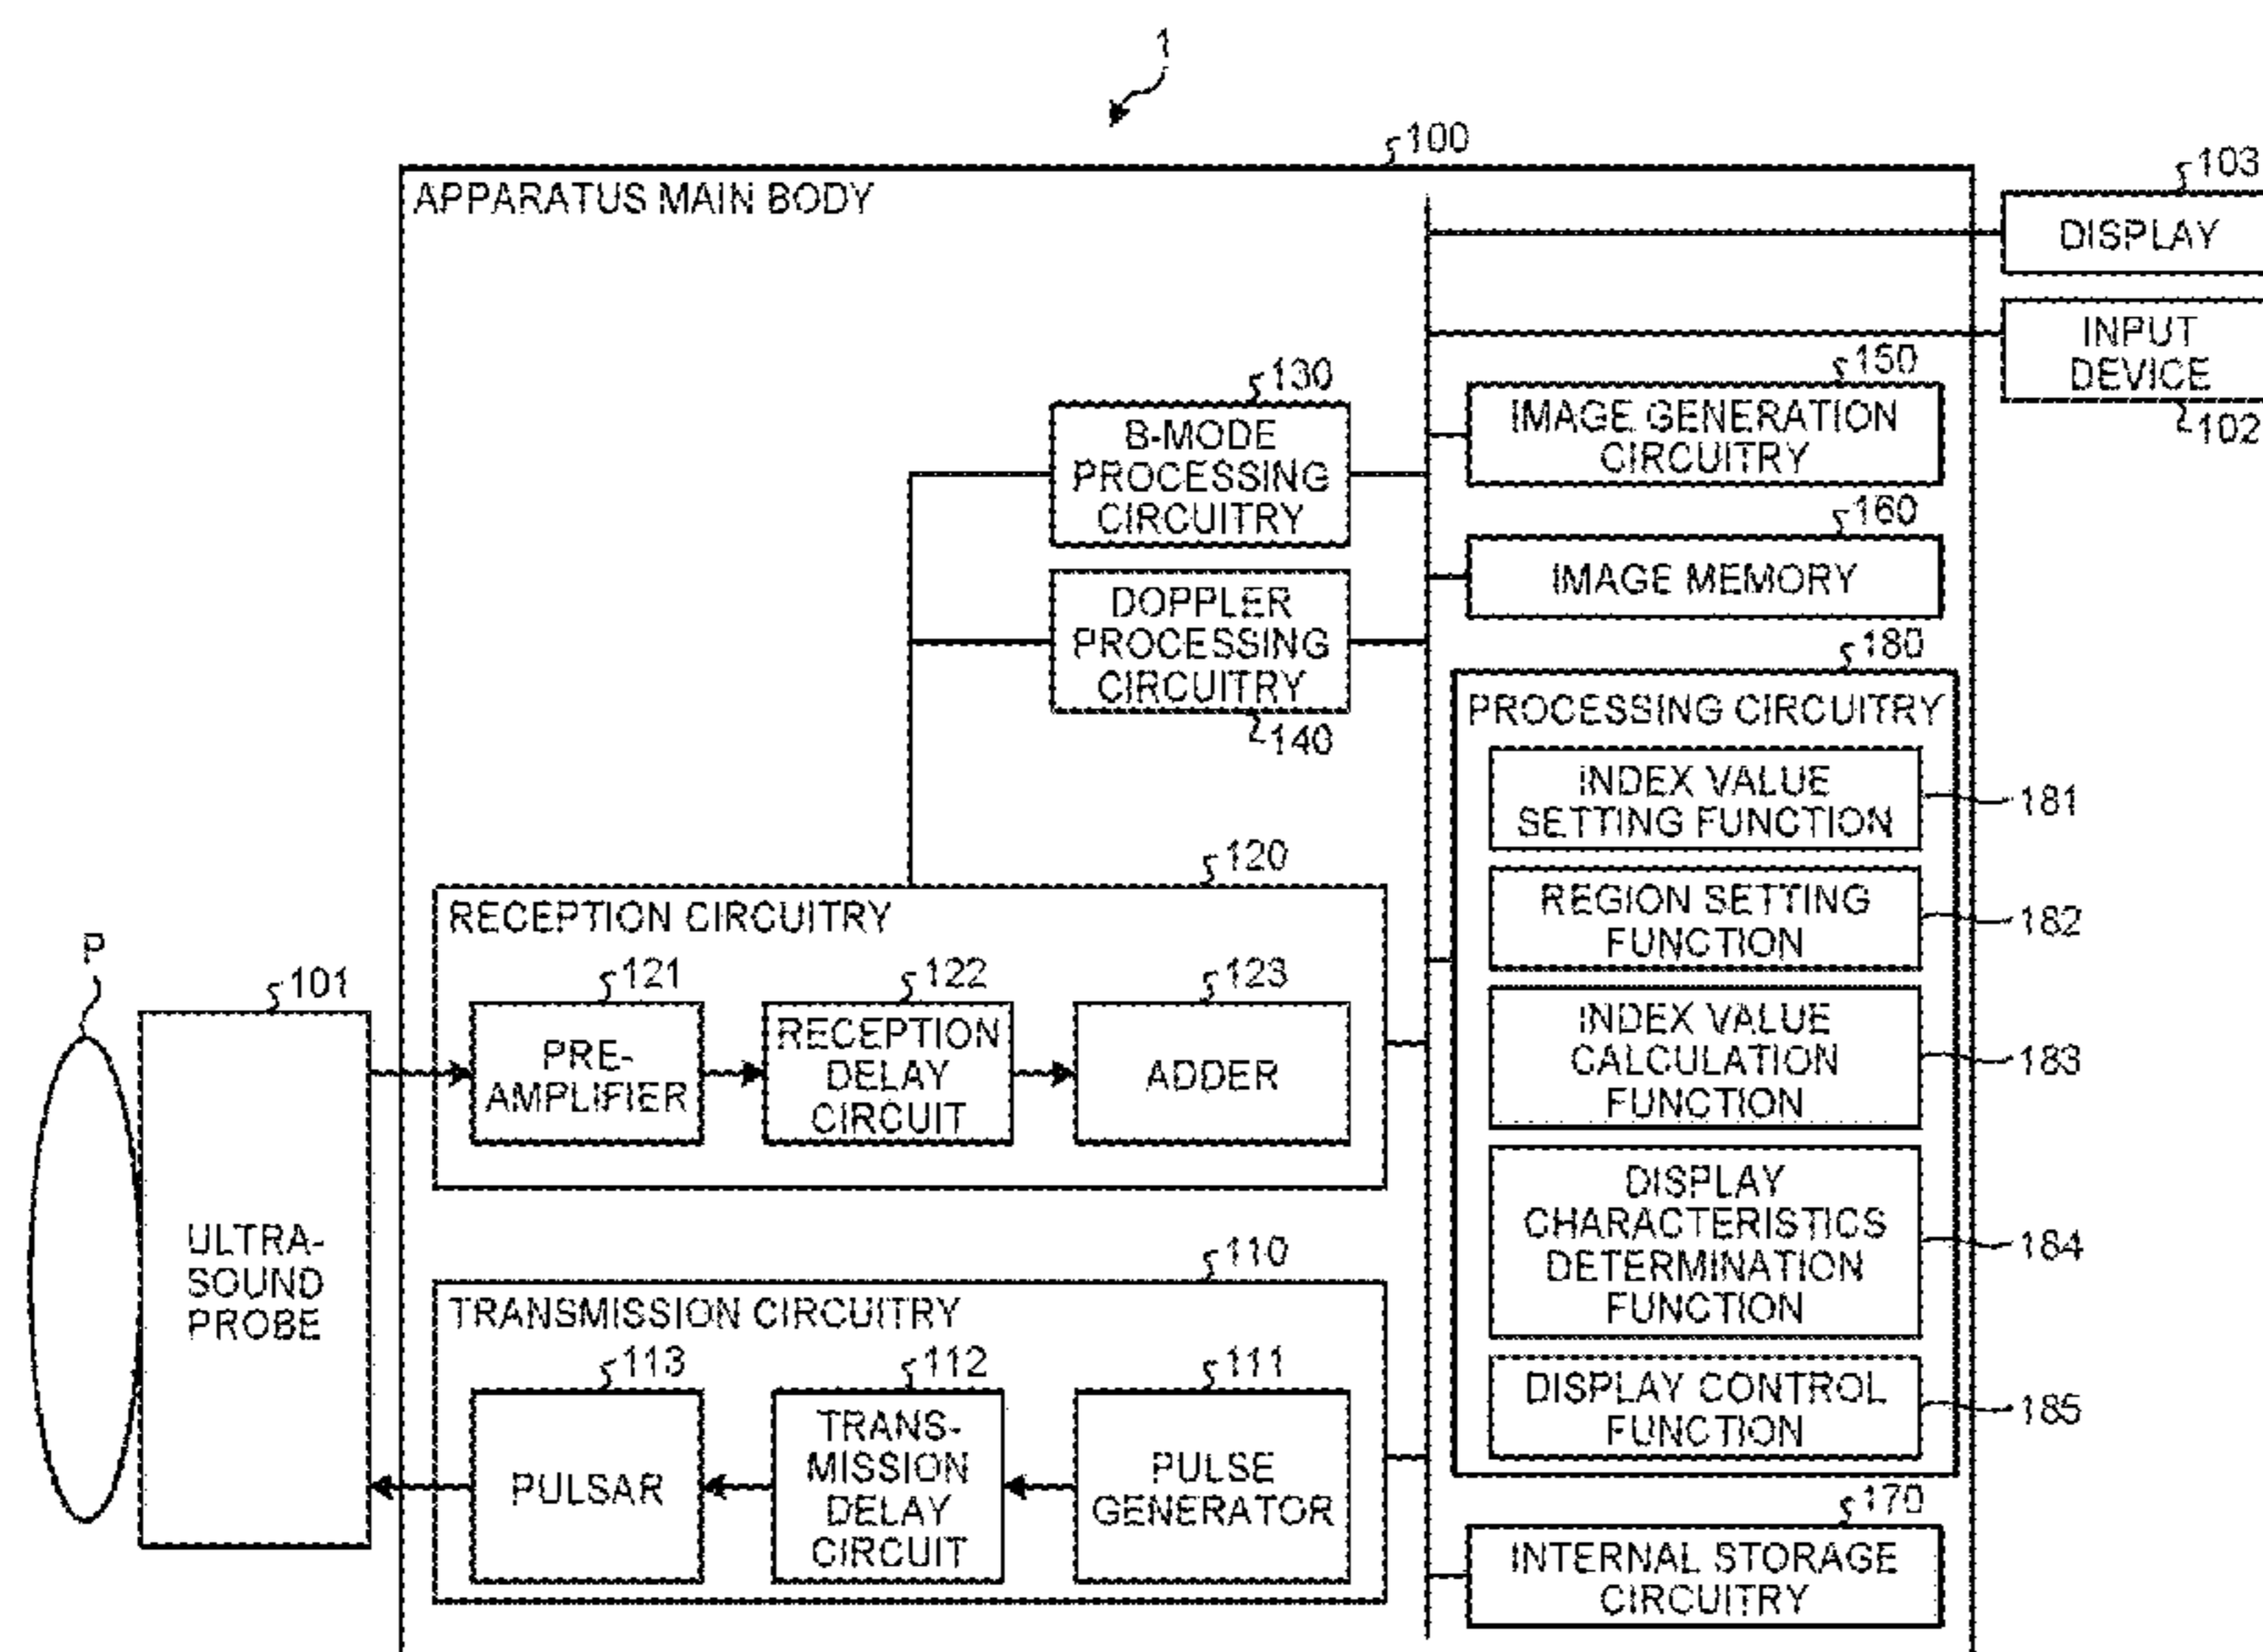 1
100
APPARATUS MAIN BODY
103
DISPLAY
INPUT
DEVICE
102
130
B-MODE
PROCESSING
CIRCUITRY
150
IMAGE GENERATION
CIRCUITRY
160
IMAGE MEMORY
DOPPLER
PROCESSING
CIRCUITRY
140
180
PROCESSING CIRCUITRY
INDEX VALUE
SETTING FUNCTION
181
REGION SETTING
FUNCTION
182
INDEX VALUE
CALCULATION
FUNCTION
183
DISPLAY
CHARACTERISTICS
DETERMINATION
FUNCTION
184
DISPLAY CONTROL
FUNCTION
185
120
RECEPTION CIRCUITRY
121
PRE-
AMPLIFIER
122
RECEPTION
DELAY
CIRCUIT
123
ADDER
P
101
ULTRA-
SOUND
PROBE
110
TRANSMISSION CIRCUITRY
113
PULSAR
112
TRANS-
MISSION
DELAY
CIRCUIT
111
PULSE
GENERATOR
170
INTERNAL STORAGE
CIRCUITRY